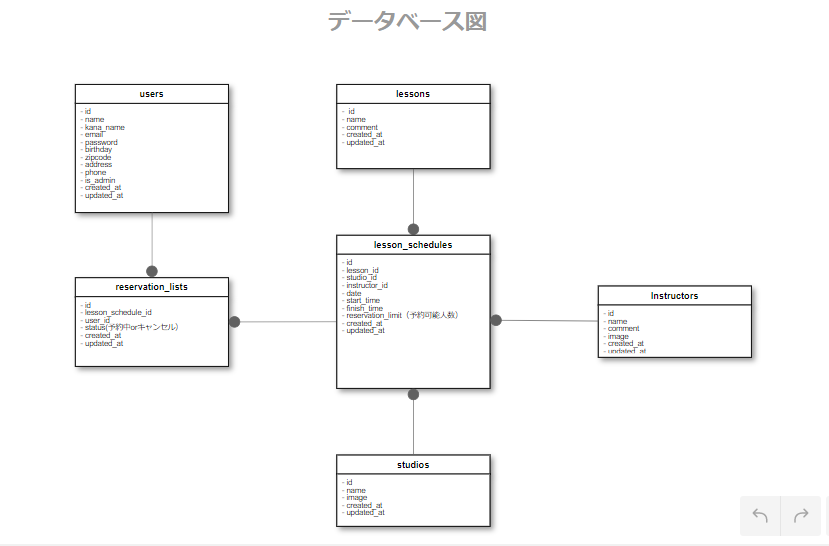 データベース図
users
- id
- name
- kana_name
- email
- password
- birthday
- zipcode
- address
- phone
- is_admin
- created_at
- updated_at
lessons
- id
- name
- comment
- created_at
- updated_at
reservation_lists
- id
- lesson_schedule_id
- user_id
- status(予約中orキャンセル)
- created_at
- updated_at
lesson_schedules
- id
- lesson_id
- studio_id
- instructor_id
- date
- start_time
- finish_time
- reservation_limit（予約可能人数）
- created_at
- updated_at
Instructors
- id
- name
- comment
- image
- created_at
- updated_at
studios
- id
- name
- image
- created_at
- updated_at